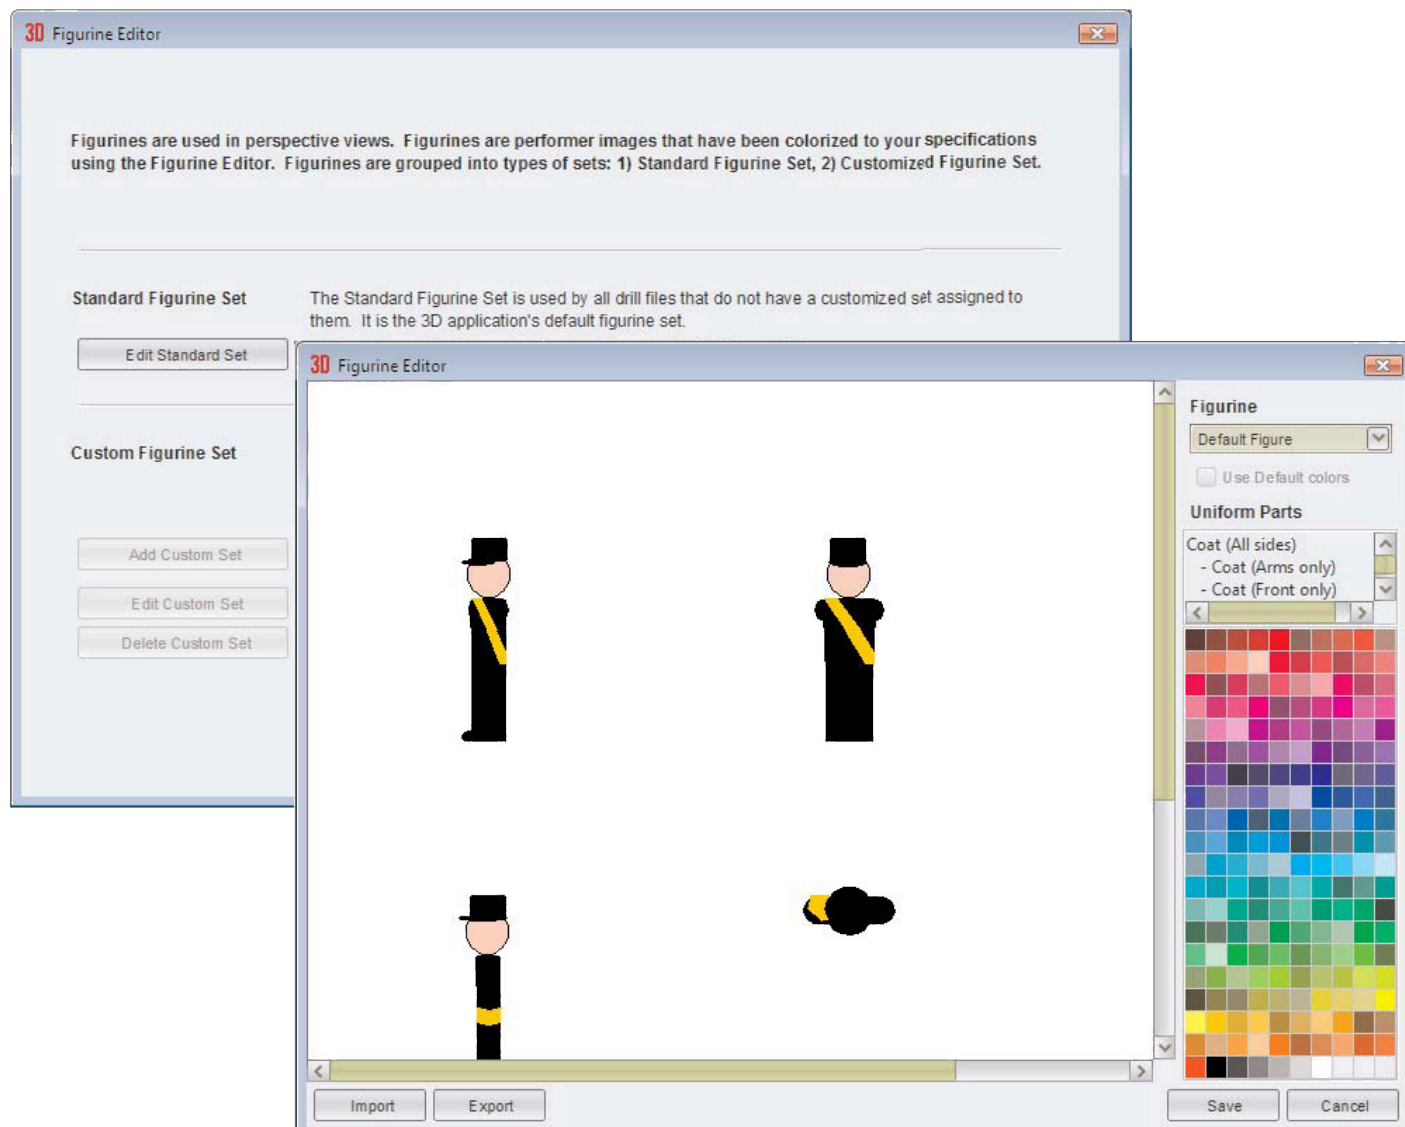 3D Figurine Editor
Figurines are used in perspective views.  Figurines are performer images that have been colorized to your specifications
using the Figurine Editor.  Figurines are grouped into types of sets: 1) Standard Figurine Set, 2) Customized Figurine Set.
Standard Figurine Set
The Standard Figurine Set is used by all drill files that do not have a customized set assigned to
them.  It is the 3D application's default figurine set.
Edit Standard Set
Custom Figurine Set
Add Custom Set
Edit Custom Set
Delete Custom Set
3D Figurine Editor
Figurine
Default Figure
Use Default colors
Uniform Parts
Coat (All sides)
- Coat (Arms only)
- Coat (Front only)
Import
Export
Save
Cancel